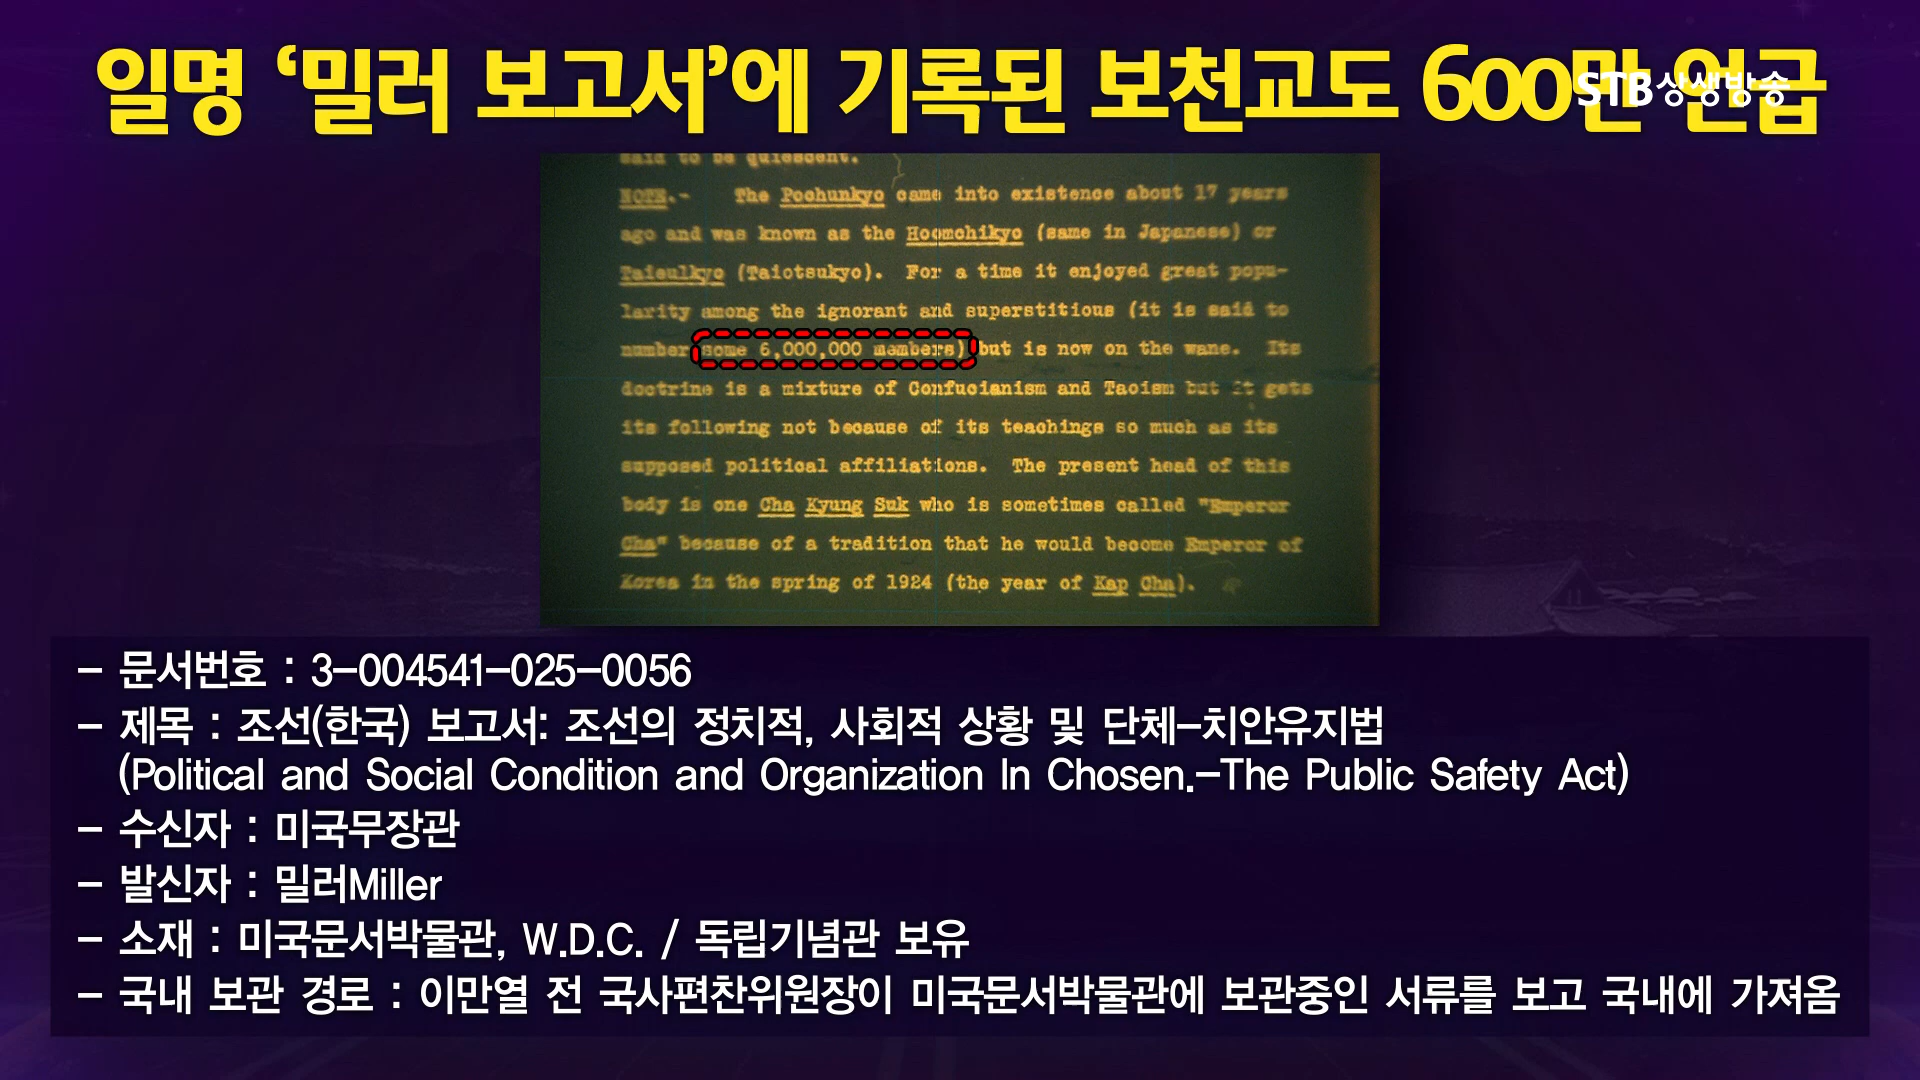 일명 ‘밀러 보고서’에 기록된 보천교도 600만 언급
STB상생방송
said to be quiescent.
NOTE.- The Pochunkyo came into existence about 17 years
ago and was known as the Hoomchikyo (same in Japanese) or
Taieulkyo (Taiotsukyo). For a time it enjoyed great popu-
larity among the ignorant and superstitious (it is said to
number some 6,000,000 members) but is now on the wane. Its
doctrine is a mixture of Confucianism and Taoism but it gets
its following not because of its teachings so much as its
supposed political affiliations. The present head of this
body is one Cha Kyung Suk who is sometimes called "Emperor
Cha" because of a tradition that he would become Emperor of
Korea in the spring of 1924 (the year of Kap Cha).
- 문서번호 : 3-004541-025-0056
- 제목 : 조선(한국) 보고서: 조선의 정치적, 사회적 상황 및 단체-치안유지법
(Political and Social Condition and Organization In Chosen.-The Public Safety Act)
- 수신자 : 미국무장관
- 발신자 : 밀러Miller
- 소재 : 미국문서박물관, W.D.C. / 독립기념관 보유
- 국내 보관 경로 : 이만열 전 국사편찬위원장이 미국문서박물관에 보관중인 서류를 보고 국내에 가져옴